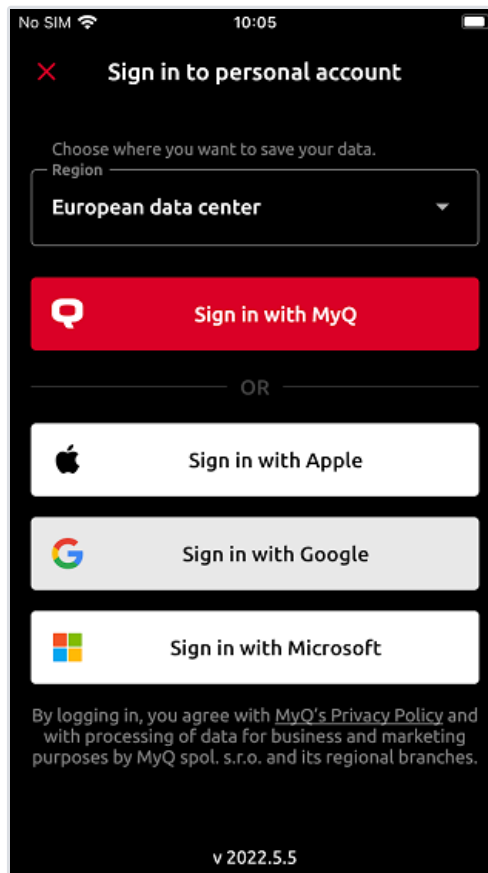 No SIM 10:05
Sign in to personal account
Choose where you want to save your data.
Region
European data center
Sign in with MyQ
OR
Sign in with Apple
Sign in with Google
Sign in with Microsoft
By logging in, you agree with MyQ's Privacy Policy and
with processing of data for business and marketing
purposes by MyQ spol. s.r.o. and its regional branches.
v 2022.5.5